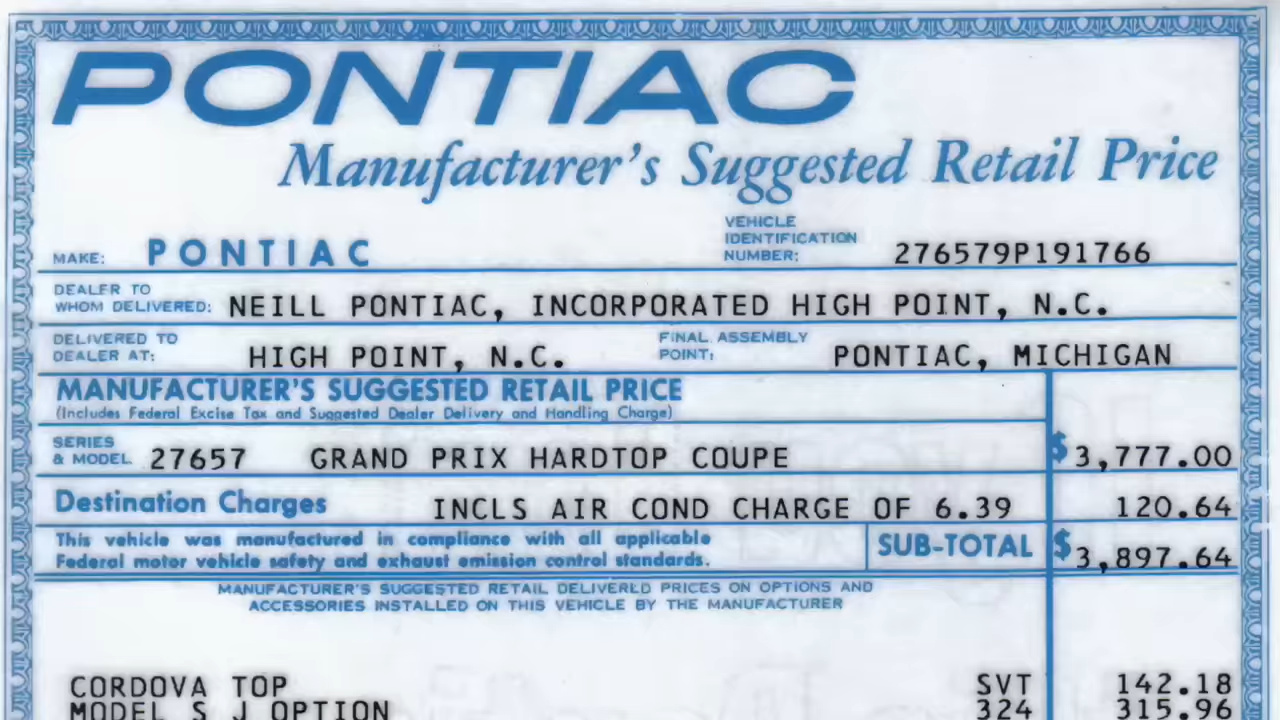 PONTIAC
Manufacturer's Suggested Retail Price
MAKE: PONTIAC VEHICLE IDENTIFICATION NUMBER: 276579P191766
DEALER TO WHOM DELIVERED: NEILL PONTIAC, INCORPORATED HIGH POINT, N.C.
DELIVERED TO DEALER AT: HIGH POINT, N.C. FINAL ASSEMBLY POINT: PONTIAC, MICHIGAN
MANUFACTURER'S SUGGESTED RETAIL PRICE
(Includes Federal Excise Tax and Suggested Dealer Delivery and Handling Charge)
SERIES & MODEL 27657 GRAND PRIX HARDTOP COUPE $ 3,777.00
Destination Charges INCLS AIR COND CHARGE OF 6.39 120.64
This vehicle was manufactured in compliance with all applicable
Federal motor vehicle safety and exhaust emission control standards.
SUB-TOTAL $ 3,897.64
MANUFACTURER'S SUGGESTED RETAIL DELIVERED PRICES ON OPTIONS AND
ACCESSORIES INSTALLED ON THIS VEHICLE BY THE MANUFACTURER
CORDOVA TOP SVT 142.18
MODEL S J OPTION 324 315.96